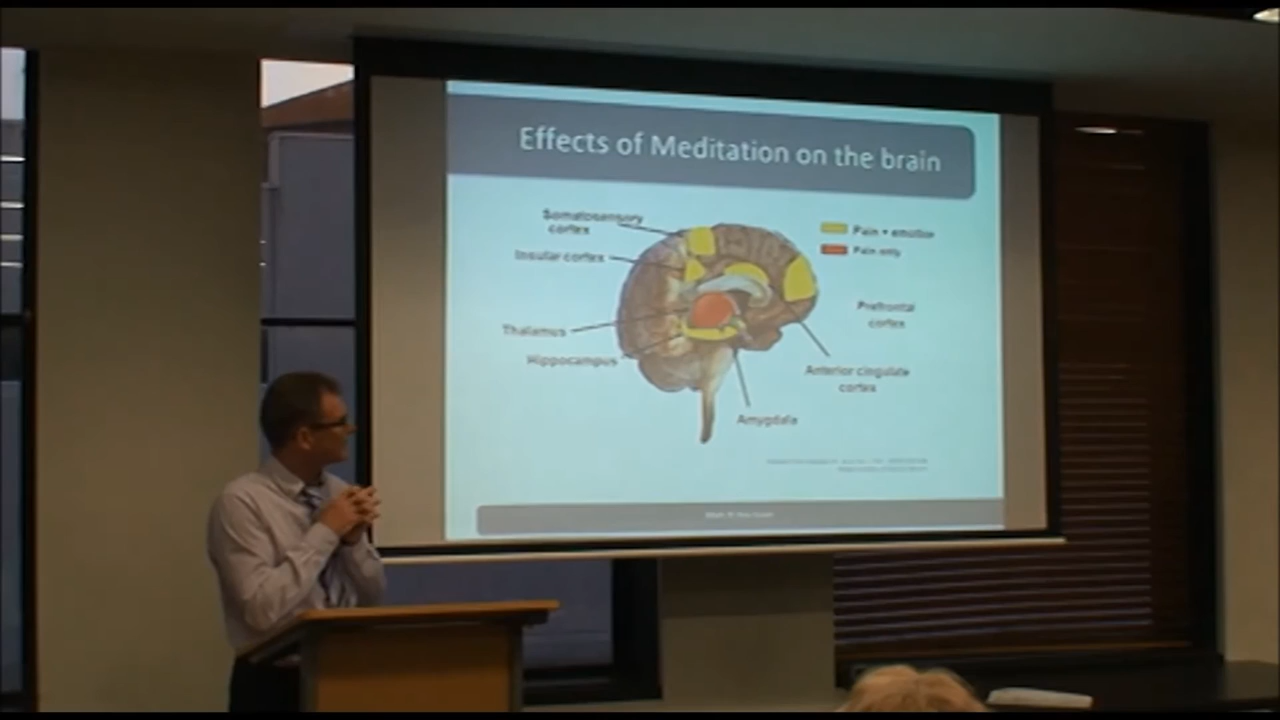 Effects of Meditation on the brain
Somatosensory
cortex
Insular cortex
Thalamus
Hippocampus
Pain + emotion
Pain only
Prefrontal
cortex
Anterior cingulate
cortex
Amygdala